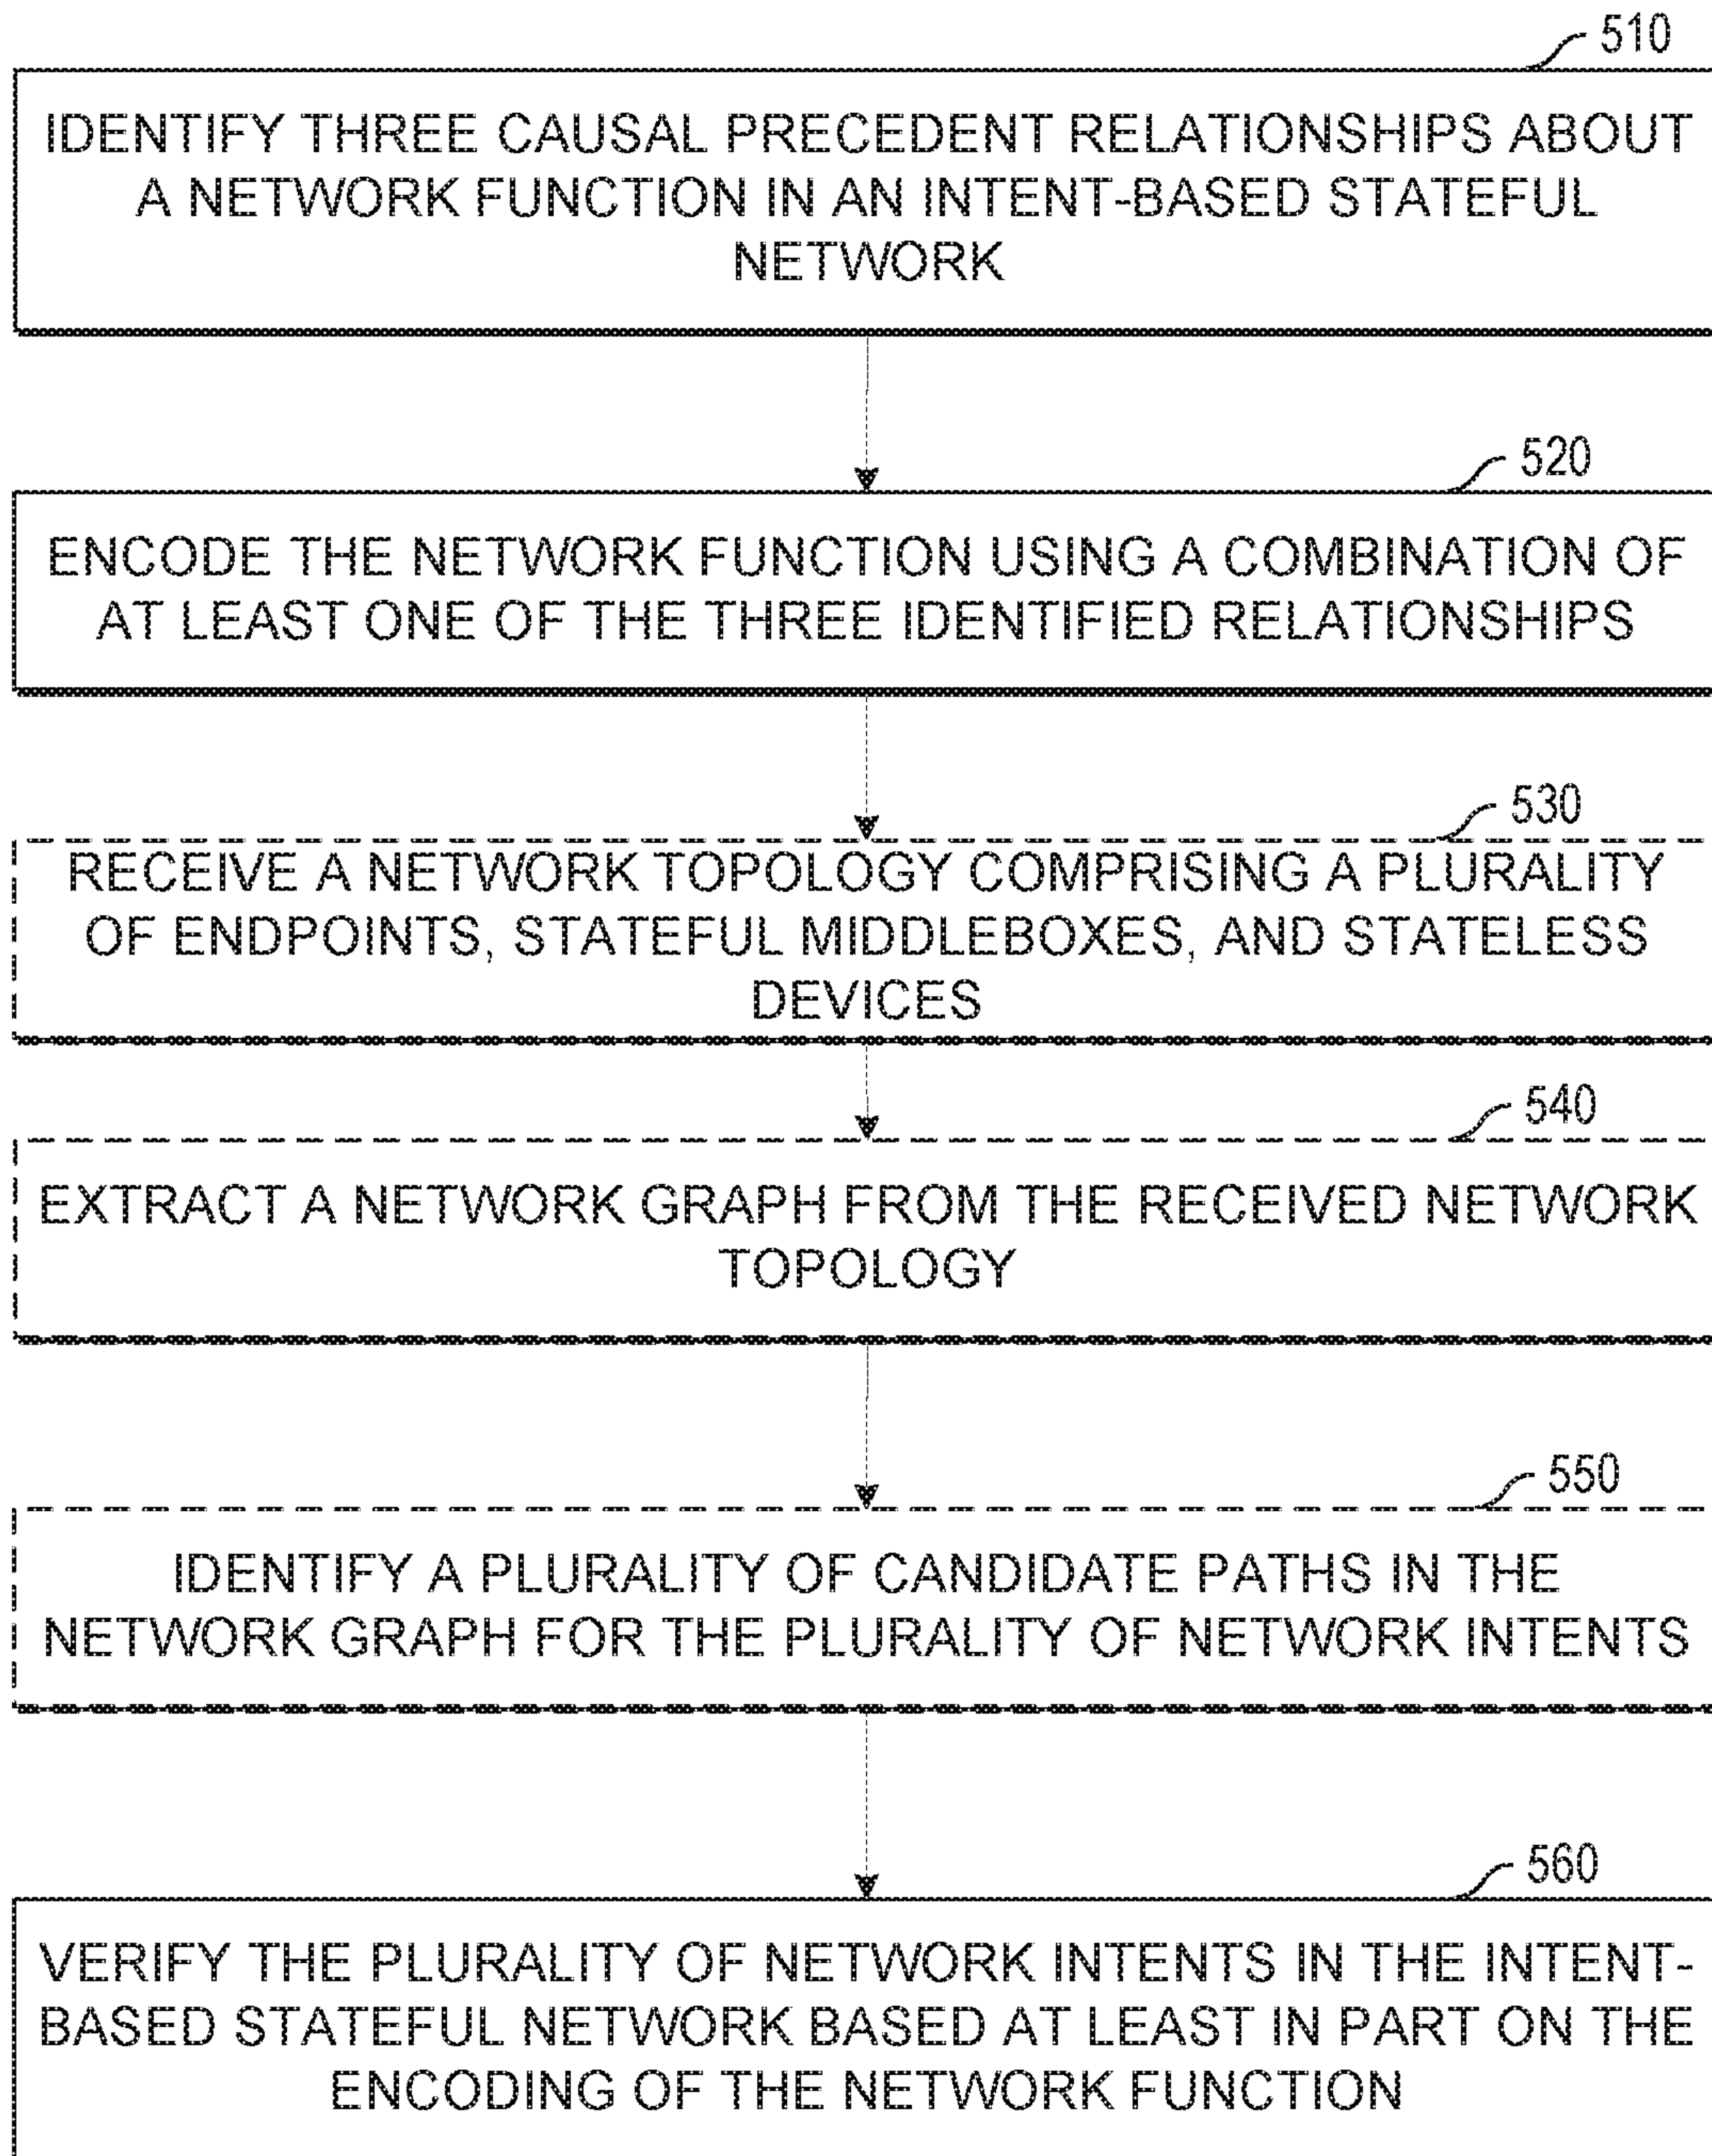 510
IDENTIFY THREE CAUSAL PRECEDENT RELATIONSHIPS ABOUT
A NETWORK FUNCTION IN AN INTENT-BASED STATEFUL
NETWORK
520
ENCODE THE NETWORK FUNCTION USING A COMBINATION OF
AT LEAST ONE OF THE THREE IDENTIFIED RELATIONSHIPS
530
RECEIVE A NETWORK TOPOLOGY COMPRISING A PLURALITY
OF ENDPOINTS, STATEFUL MIDDLEBOXES, AND STATELESS
DEVICES
540
EXTRACT A NETWORK GRAPH FROM THE RECEIVED NETWORK
TOPOLOGY
550
IDENTIFY A PLURALITY OF CANDIDATE PATHS IN THE
NETWORK GRAPH FOR THE PLURALITY OF NETWORK INTENTS
560
VERIFY THE PLURALITY OF NETWORK INTENTS IN THE INTENT-
BASED STATEFUL NETWORK BASED AT LEAST IN PART ON THE
ENCODING OF THE NETWORK FUNCTION